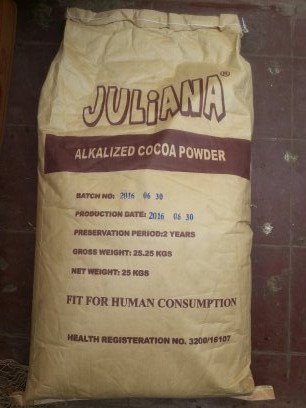 JULiANA®
ALKALIZED COCOA POWDER
BATCH NO: 2016 06 30
PRODUCTION DATE: 2016 06 30
PRESERVATION PERIOD:2 YEARS
GROSS WEIGHT: 25.25 KGS
NET WEIGHT: 25 KGS
FIT FOR HUMAN CONSUMPTION
HEALTH REGISTERATION NO. 3200/16107